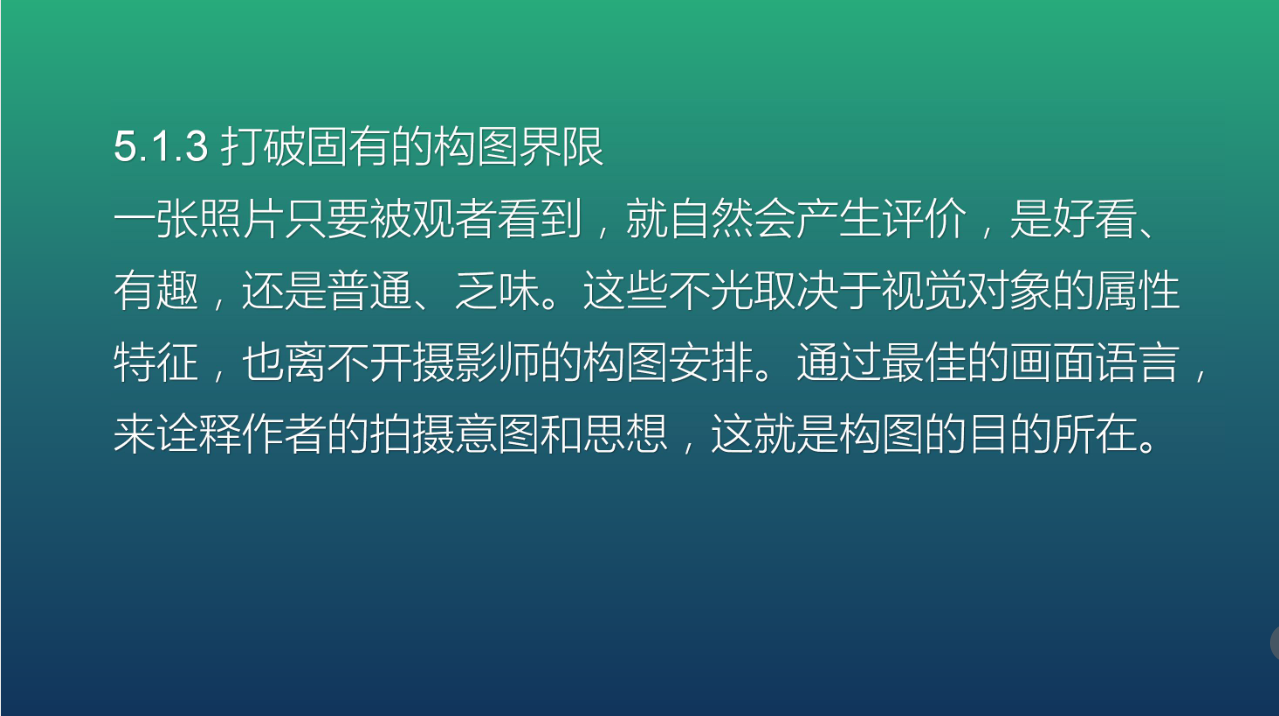 5.1.3 打破固有的构图界限
一张照片只要被观者看到，就自然会产生评价，是好看、
有趣，还是普通、乏味。这些不光取决于视觉对象的属性
特征，也离不开摄影师的构图安排。通过最佳的画面语言，
来诠释作者的拍摄意图和思想，这就是构图的目的所在。